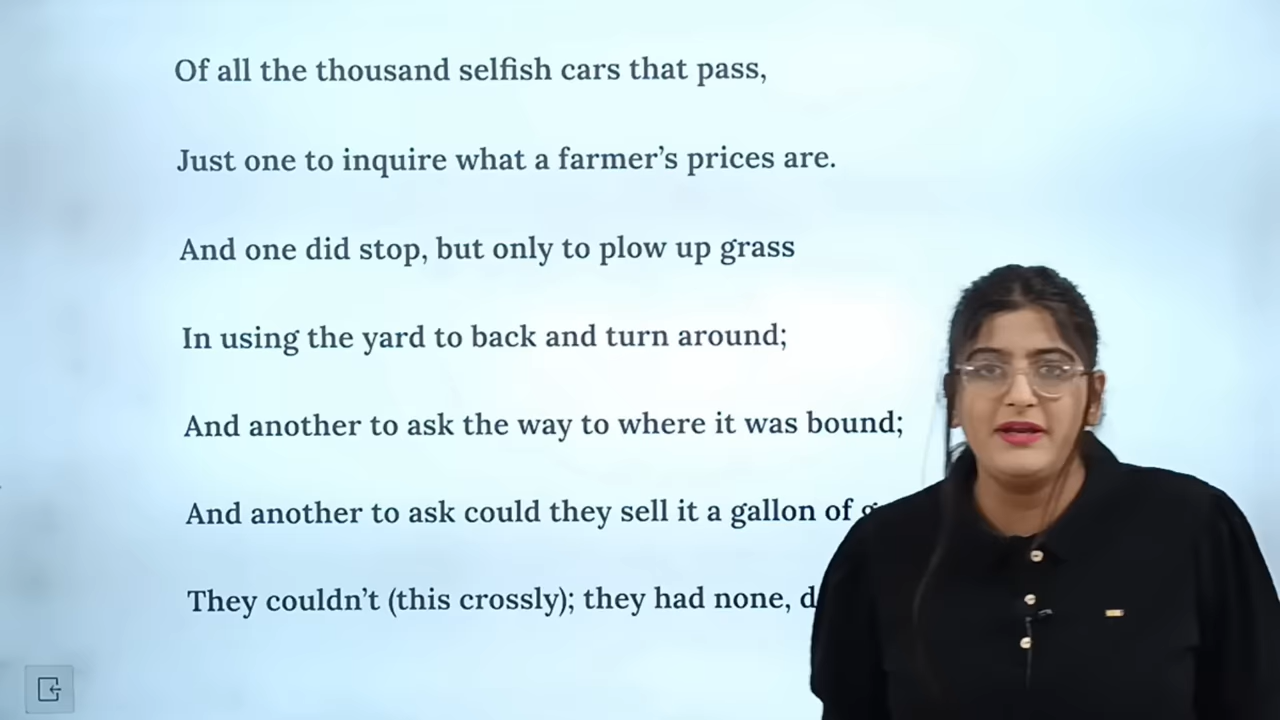 Of all the thousand selfish cars that pass,
Just one to inquire what a farmer’s prices are.
And one did stop, but only to plow up grass
In using the yard to back and turn around;
And another to ask the way to where it was bound;
And another to ask could they sell it a gallon of
They couldn’t (this crossly); they had none,